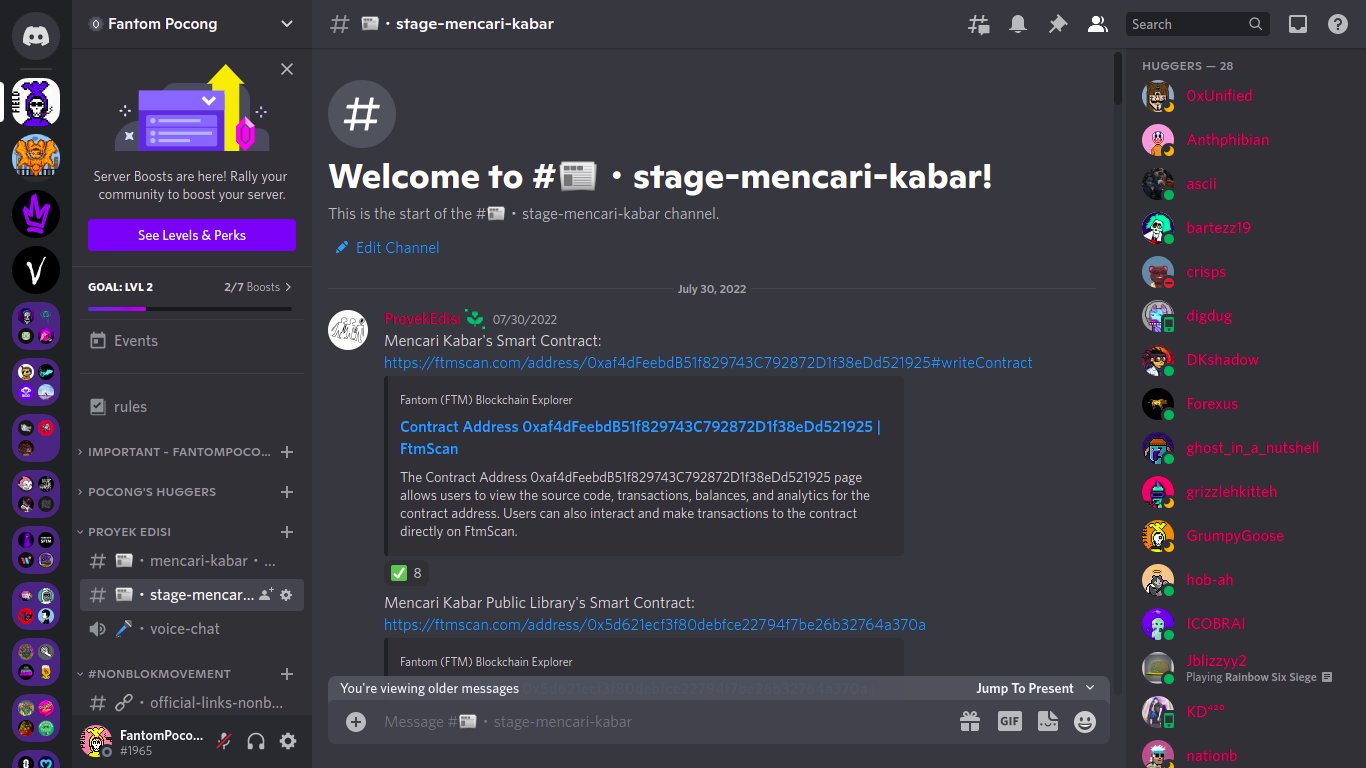 Fantom Pocong
Server Boosts are here! Rally your
community to boost your server.
See Levels & Perks
GOAL: LVL 2
2/7 Boosts
Events
rules
IMPORTANT - FANTOMPOCO...
POCONG'S HUGGERS
PROYEK EDISI
mencari-kabar • ...
• stage-mencar...
• voice-chat
#NONBLOKMOVEMENT
• official-links-nonb...
FantomPoco...
#1965
# 📰 • stage-mencari-kabar
Search
Welcome to #📰 • stage-mencari-kabar!
This is the start of the #📰 • stage-mencari-kabar channel.
Edit Channel
July 30, 2022
ProyekEdisi 07/30/2022
Mencari Kabar's Smart Contract:
https://ftmscan.com/address/0xaf4dFeebdB51f829743C792872D1f38eDd521925#writeContract
Fantom (FTM) Blockchain Explorer
Contract Address 0xaf4dFeebdB51f829743C792872D1f38eDd521925 |
FtmScan
The Contract Address 0xaf4dFeebdB51f829743C792872D1f38eDd521925 page
allows users to view the source code, transactions, balances, and analytics for the
contract address. Users can also interact and make transactions to the contract
directly on FtmScan.
✅ 8
Mencari Kabar Public Library's Smart Contract:
https://ftmscan.com/address/0x5d621ecf3f80debfce22794f7be26b32764a370a
Fantom (FTM) Blockchain Explorer
You're viewing older messages
Jump To Present
Message #📰 • stage-mencari-kabar
GIF
HUGGERS — 28
0xUnified
Anthphibian
ascii
bartezz19
crisps
digdug
DKshadow
Forexus
ghost_in_a_nutshell
grizzlehkitteh
GrumpyGoose
hob-ah
ICOBRAI
Jblizzyy2
Playing Rainbow Six Siege
KD⁴²⁰
nationb